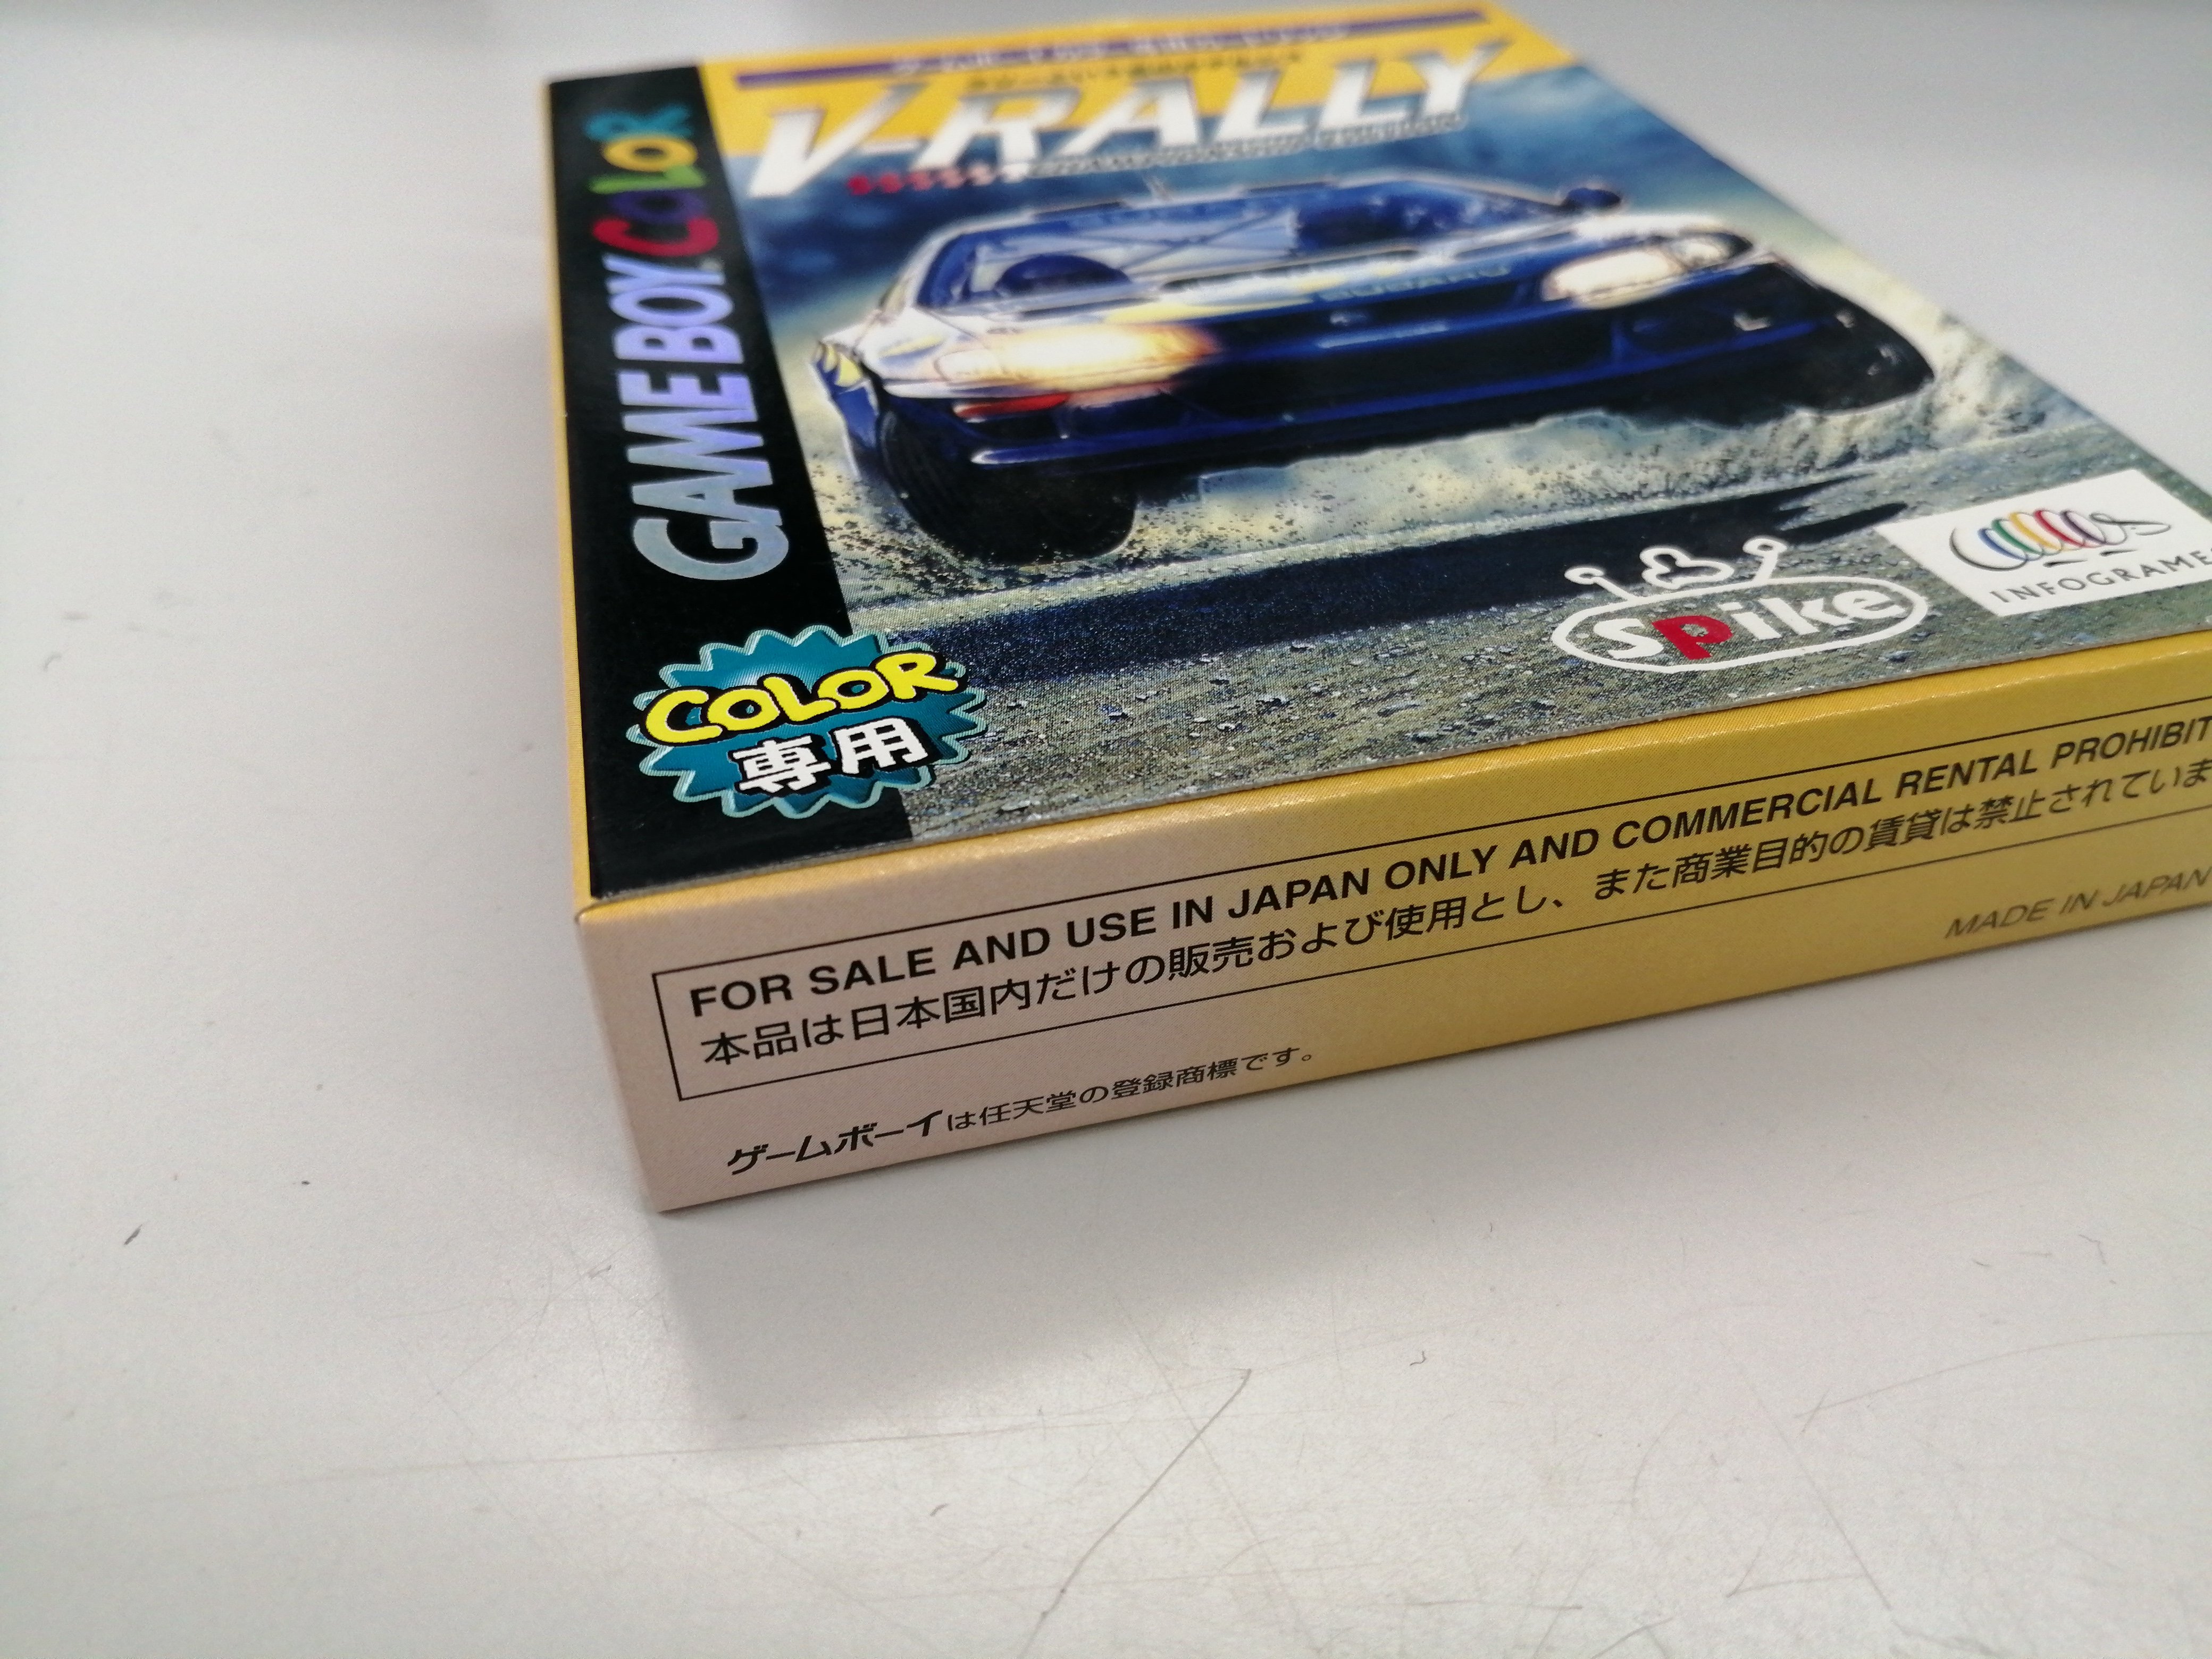 V-RALLY
CHAMPIONSHIP EDITION
SUBARU
GAME BOY COLOR
COLOR
専用
spike
INFOGRAME
FOR SALE AND USE IN JAPAN ONLY AND COMMERCIAL RENTAL PROHIBIT
本品は日本国内だけの販売および使用とし、また商業目的の賃貸は禁止されていま
MADE IN JAPAN
ゲームボーイは任天堂の登録商標です。